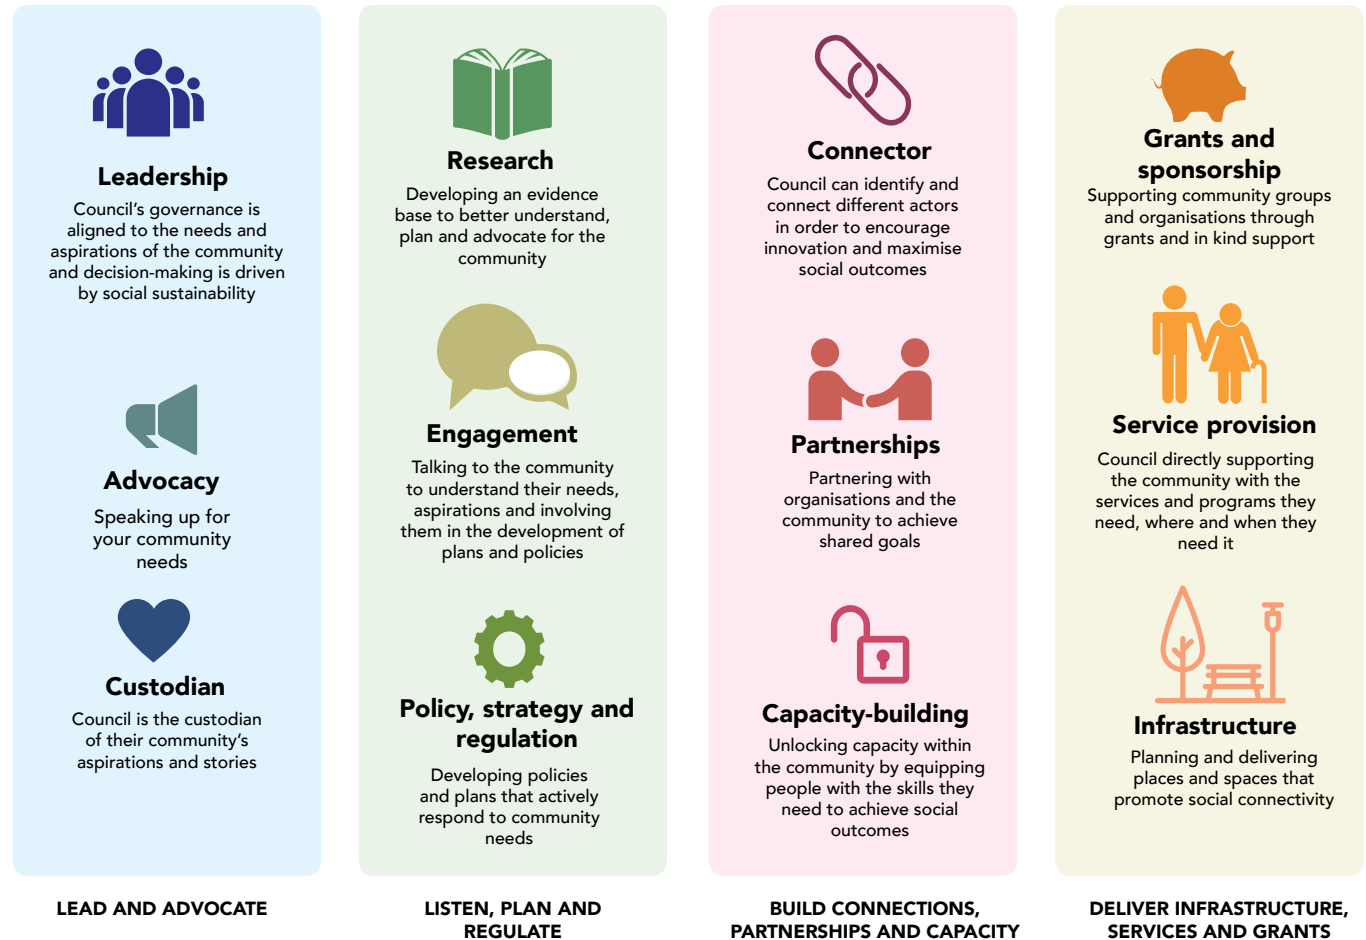 Leadership
Council’s governance is
aligned to the needs and
aspirations of the community
and decision-making is driven
by social sustainability
Advocacy
Speaking up for
your community
needs
Custodian
Council is the custodian
of their community’s
aspirations and stories
LEAD AND ADVOCATE
Research
Developing an evidence
base to better understand,
plan and advocate for the
community
Engagement
Talking to the community
to understand their needs,
aspirations and involving
them in the development of
plans and policies
Policy, strategy and
regulation
Developing policies
and plans that actively
respond to community
needs
LISTEN, PLAN AND
REGULATE
Connector
Council can identify and
connect different actors
in order to encourage
innovation and maximise
social outcomes
Partnerships
Partnering with
organisations and the
community to achieve
shared goals
Capacity-building
Unlocking capacity within
the community by equipping
people with the skills they
need to achieve social
outcomes
BUILD CONNECTIONS,
PARTNERSHIPS AND CAPACITY
Grants and
sponsorship
Supporting community groups
and organisations through
grants and in kind support
Service provision
Council directly supporting
the community with the
services and programs they
need, where and when they
need it
Infrastructure
Planning and delivering
places and spaces that
promote social connectivity
DELIVER INFRASTRUCTURE,
SERVICES AND GRANTS